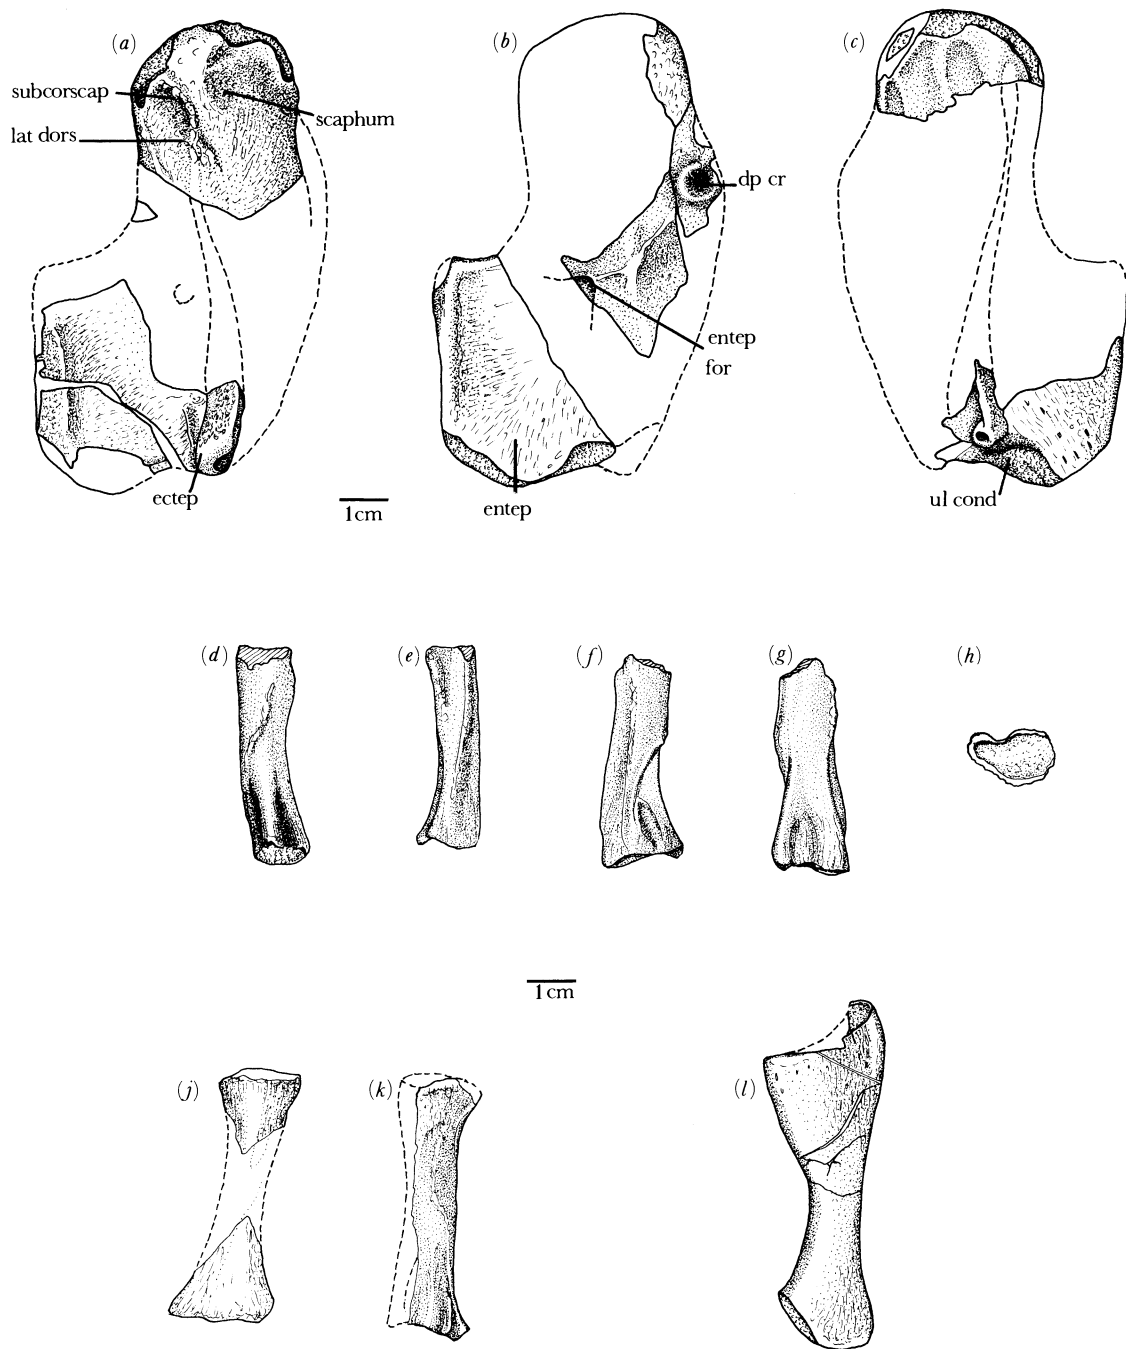 (a)
subcorscap
lat dors
scaphum
ectep
(b)
dp cr
entep
for
entep
(c)
ul cond
1cm
(d)
(e)
(f)
(g)
(h)
1cm
(j)
(k)
(l)